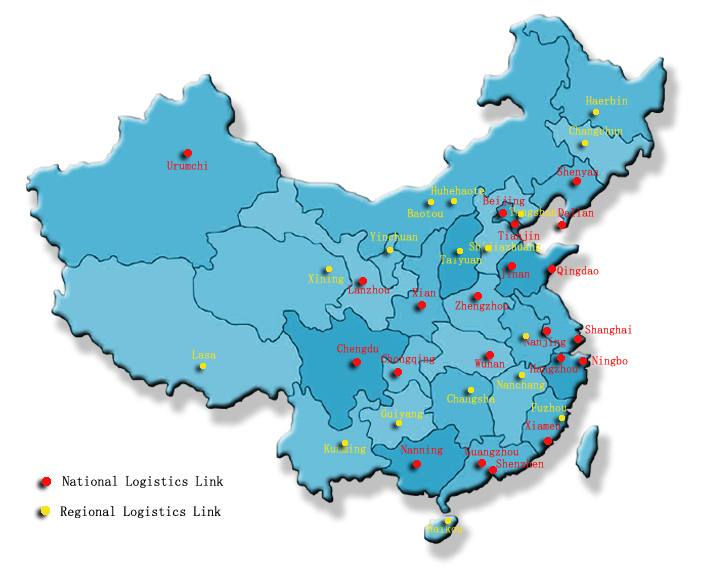 Haerbin
Changchun
Urumchi
Shenyan
Huhehaote
Beijing
Baotou
Tangshan
Dalian
Yinchuan
Tianjin
Shijiazhuang
Taiyuan
Xining
Jinan
Qingdao
Lanzhou
Xian
Zhengzhou
Shanghai
Nanjing
Lasa
Chengdu
Chongqing
Wuhan
Hangzhou
Ningbo
Nanchang
Changsha
Guiyang
Fuzhou
Xiamen
Kunming
Nanning
Guangzhou
Shenzhen
National Logistics Link
Regional Logistics Link
Haikou